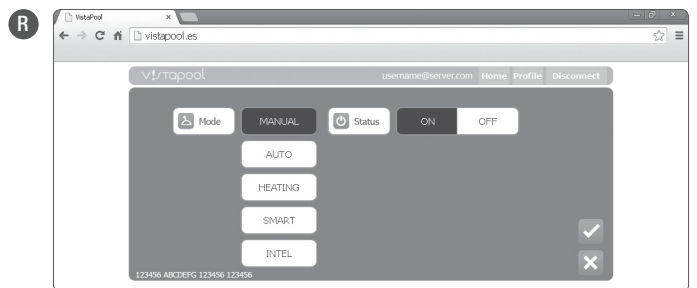 R
VistaPool
vistapool.es
v!stapool username@server.com Home Profile Disconnect
Mode MANUAL Status ON OFF
AUTO
HEATING
SMART
INTEL
123456 ABCDEFG 123456 123456